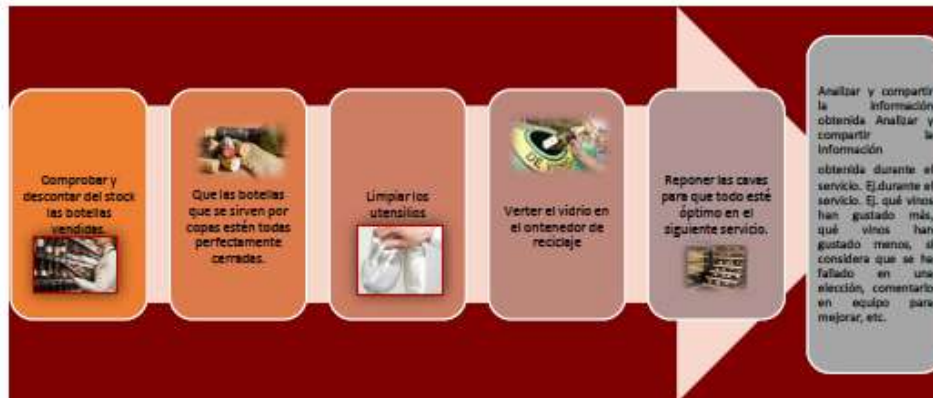 Comprobar y
descontar del stock
las botellas
vendidas.
Que las botellas
que se sirven por
copas estén todas
perfectamente
cerradas.
Limpiar los
utensilios
DE
Verter el vidrio en
el ontenedor de
reciclaje
Reponer las cavas
para que todo esté
óptimo en el
siguiente servicio.
Analizar y compartir
la información
obtenida Analizar y
compartir la
información
obtenida durante el
servicio. Ej.durante el
servicio. Ej. qué vinos
han gustado más,
qué vinos han
gustado menos, si
considera que se ha
fallado en una
elección, comentarlo
en equipo para
mejorar, etc.